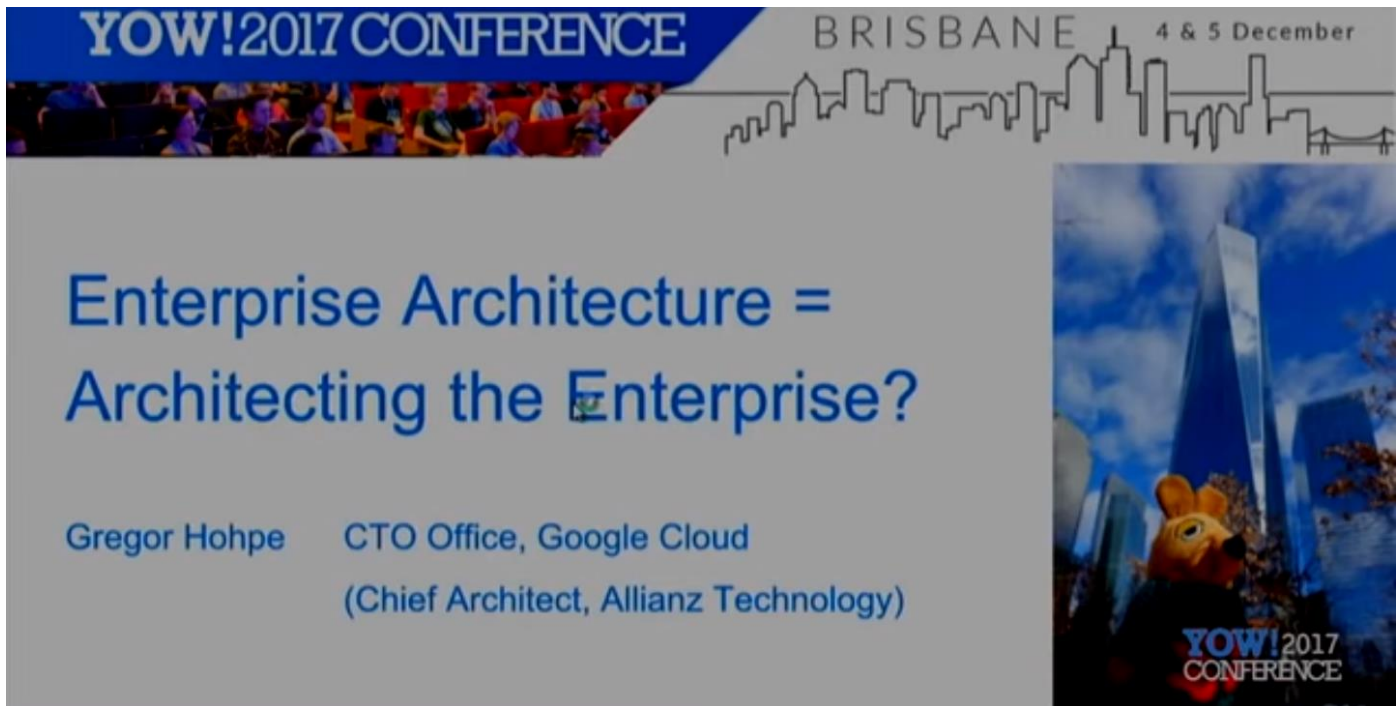 YOW! 2017 CONFERENCE
BRISBANE 4 & 5 December
Enterprise Architecture =
Architecting the Enterprise?
Gregor Hohpe CTO Office, Google Cloud
(Chief Architect, Allianz Technology)
YOW! 2017
CONFERENCE